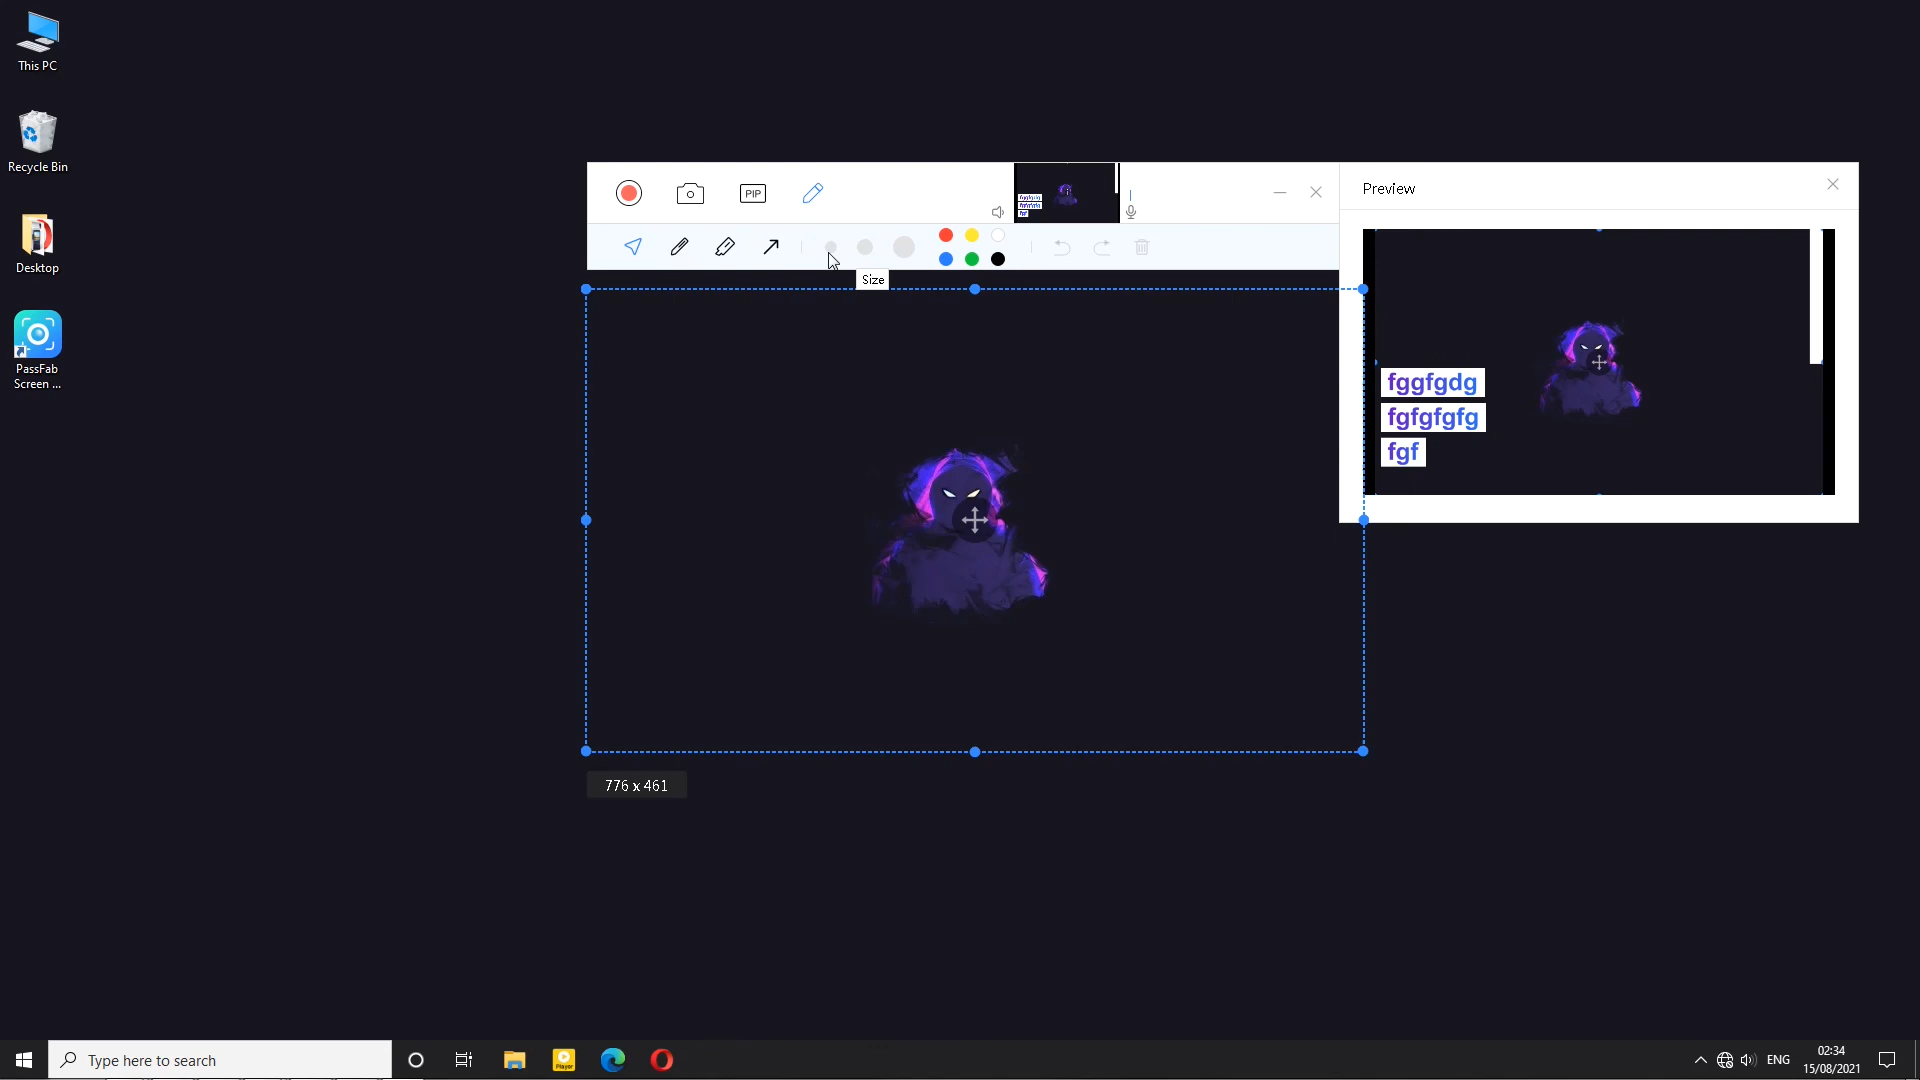 This PC
Recycle Bin
Desktop
PassFab
Screen ...
PIP
Size
Preview
fggfgdg
fgfgfgfg
fgf
776 x 461
Type here to search
Player
ENG
02:34
15/08/2021